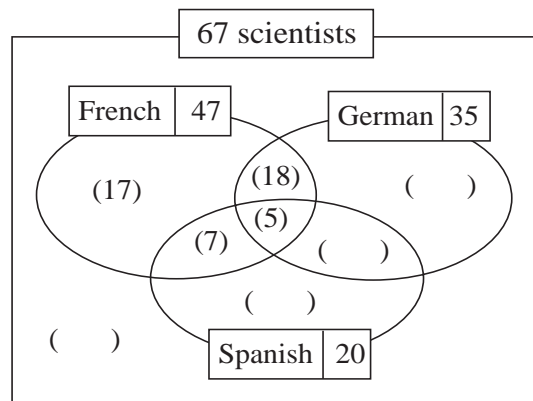 67 scientists
French 47
German 35
(17)
(18)
(    )
(5)
(7)
(    )
(    )
(    )
Spanish 20